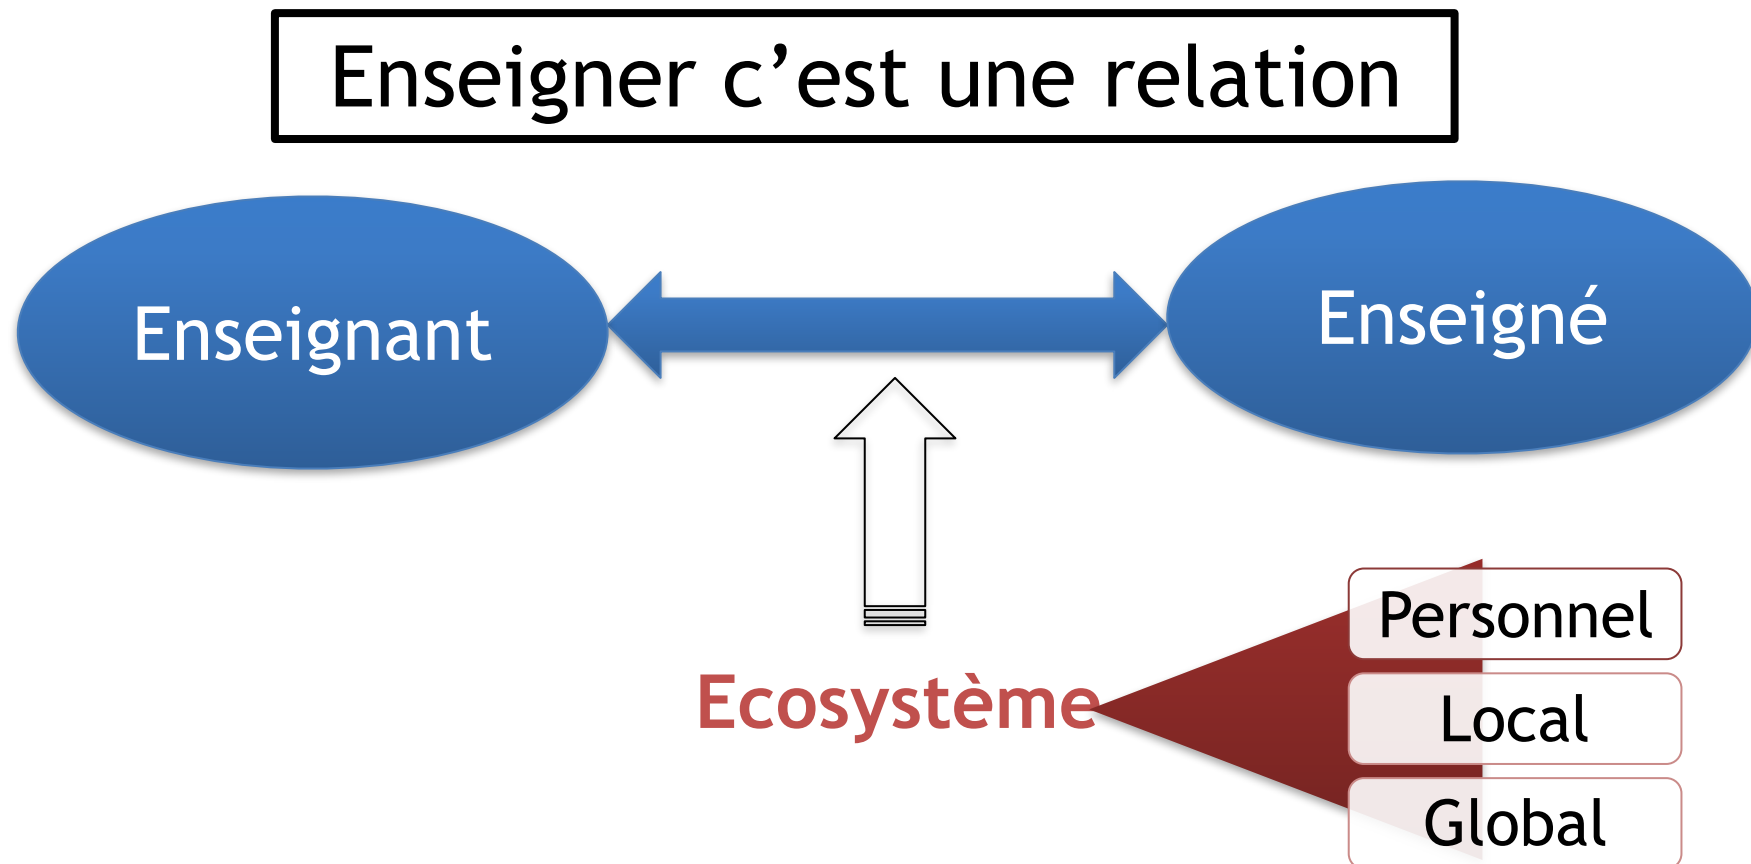 Enseigner c’est une relation
Enseignant
Enseigné
Ecosystème
Personnel
Local
Global